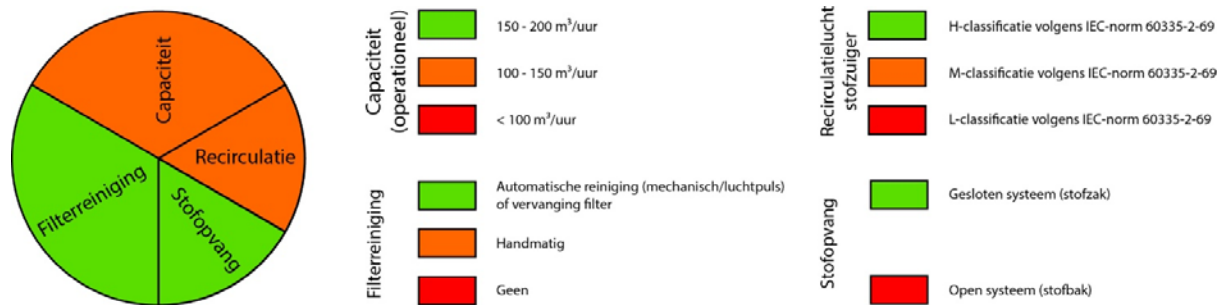 Capaciteit
Recirculatie
Filterreiniging
Stofopvang
Capaciteit
(operationeel)
150 - 200 m³/uur
100 - 150 m³/uur
< 100 m³/uur
Filterreiniging
Automatische reiniging (mechanisch/luchtpuls)
of vervanging filter
Handmatig
Geen
Recirculatielucht
stofzuiger
H-classificatie volgens IEC-norm 60335-2-69
M-classificatie volgens IEC-norm 60335-2-69
L-classificatie volgens IEC-norm 60335-2-69
Stofopvang
Gesloten systeem (stofzak)
Open systeem (stofbak)